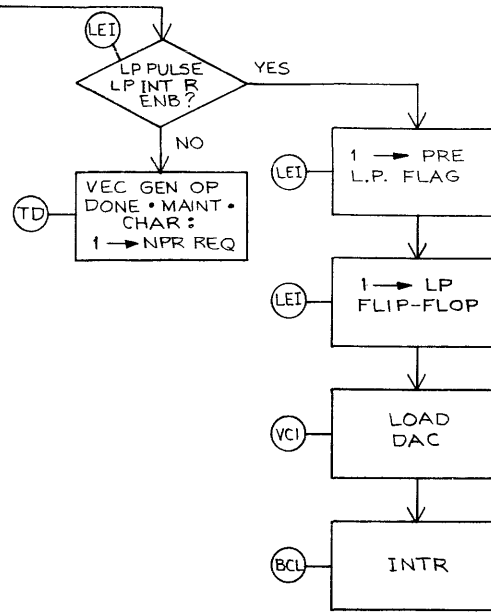 LEI
LP PULSE
LP INT R
ENB?
YES
NO
LEI
1 → PRE
L.P. FLAG
TD
VEC GEN OP
DONE • MAINT •
CHAR:
1 → NPR REQ
LEI
1 → LP
FLIP-FLOP
VCI
LOAD
DAC
BCL
INTR